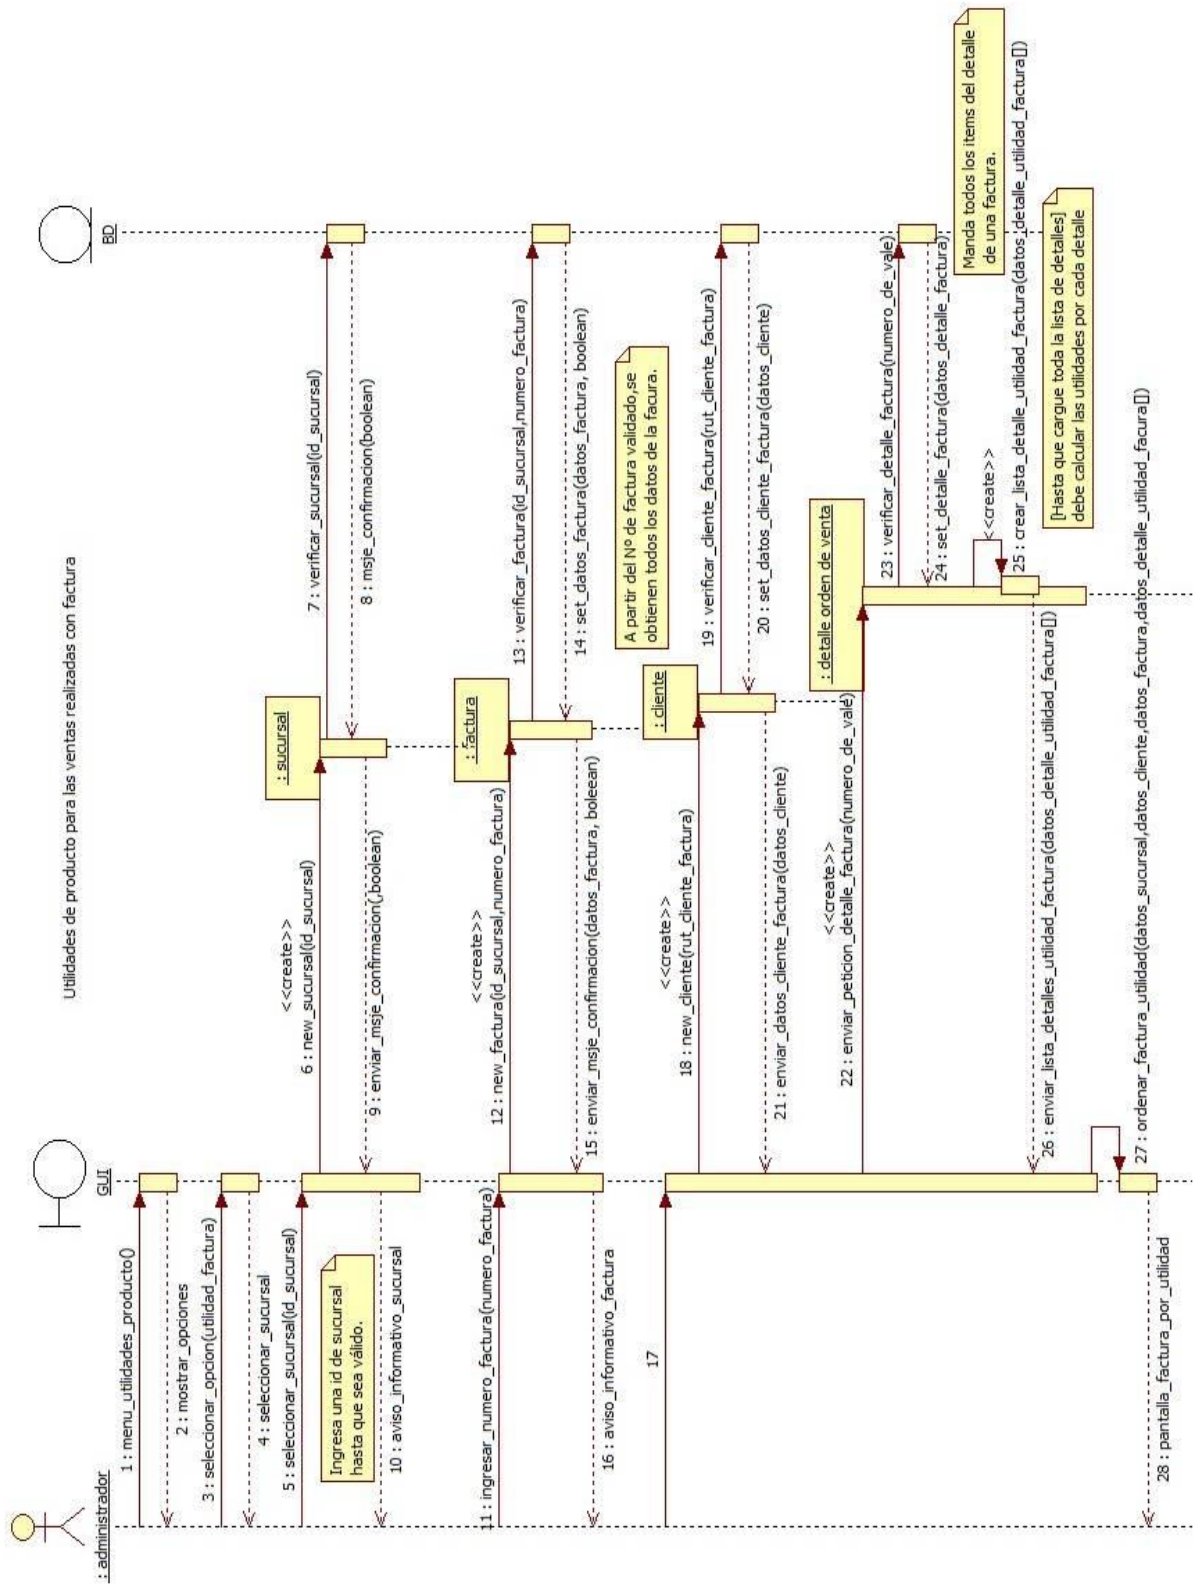 Utilidades de producto para las ventas realizadas con factura
: administrador
GUI
BD
1 : menu_utilidades_producto()
2 : mostrar_opciones
3 : seleccionar_opcion(utilidad_factura)
4 : seleccionar_sucursal
5 : seleccionar_sucursal(id_sucursal)
Ingresa una id de sucursal
hasta que sea válido.
<<create>>
6 : new_sucursal(id_sucursal)
: sucursal
7 : verificar_sucursal(id_sucursal)
8 : msje_confirmacion(boolean)
9 : enviar_msje_confirmacion(,boolean)
10 : aviso_informativo_sucursal
11 : ingresar_numero_factura(numero_factura)
<<create>>
12 : new_factura(id_sucursal,numero_factura)
: factura
13 : verificar_factura(id_sucursal,numero_factura)
14 : set_datos_factura(datos_factura, boolean)
15 : enviar_msje_confirmacion(datos_factura, boleean)
16 : aviso_informativo_factura
A partir del Nº de factura validado,se
obtienen todos los datos de la facura.
17
<<create>>
18 : new_cliente(rut_cliente_factura)
: cliente
19 : verificar_cliente_factura(rut_cliente_factura)
20 : set_datos_cliente_factura(datos_cliente)
21 : enviar_datos_cliente_factura(datos_cliente)
<<create>>
22 : enviar_peticion_detalle_factura(numero_de_vale)
: detalle orden de venta
23 : verificar_detalle_factura(numero_de_vale)
24 : set_detalle_factura(datos_detalle_factura)
Manda todos los items del detalle
de una factura.
<<create>>
25 : crear_lista_detalle_utilidad_factura(datos_detalle_utilidad_factura[])
[Hasta que cargue toda la lista de detalles]
debe calcular las utilidades por cada detalle
26 : enviar_lista_detalles_utilidad_factura(datos_detalle_utilidad_factura[])
27 : ordenar_factura_utilidad(datos_sucursal,datos_cliente,datos_factura,datos_detalle_utilidad_facura[])
28 : pantalla_factura_por_utilidad